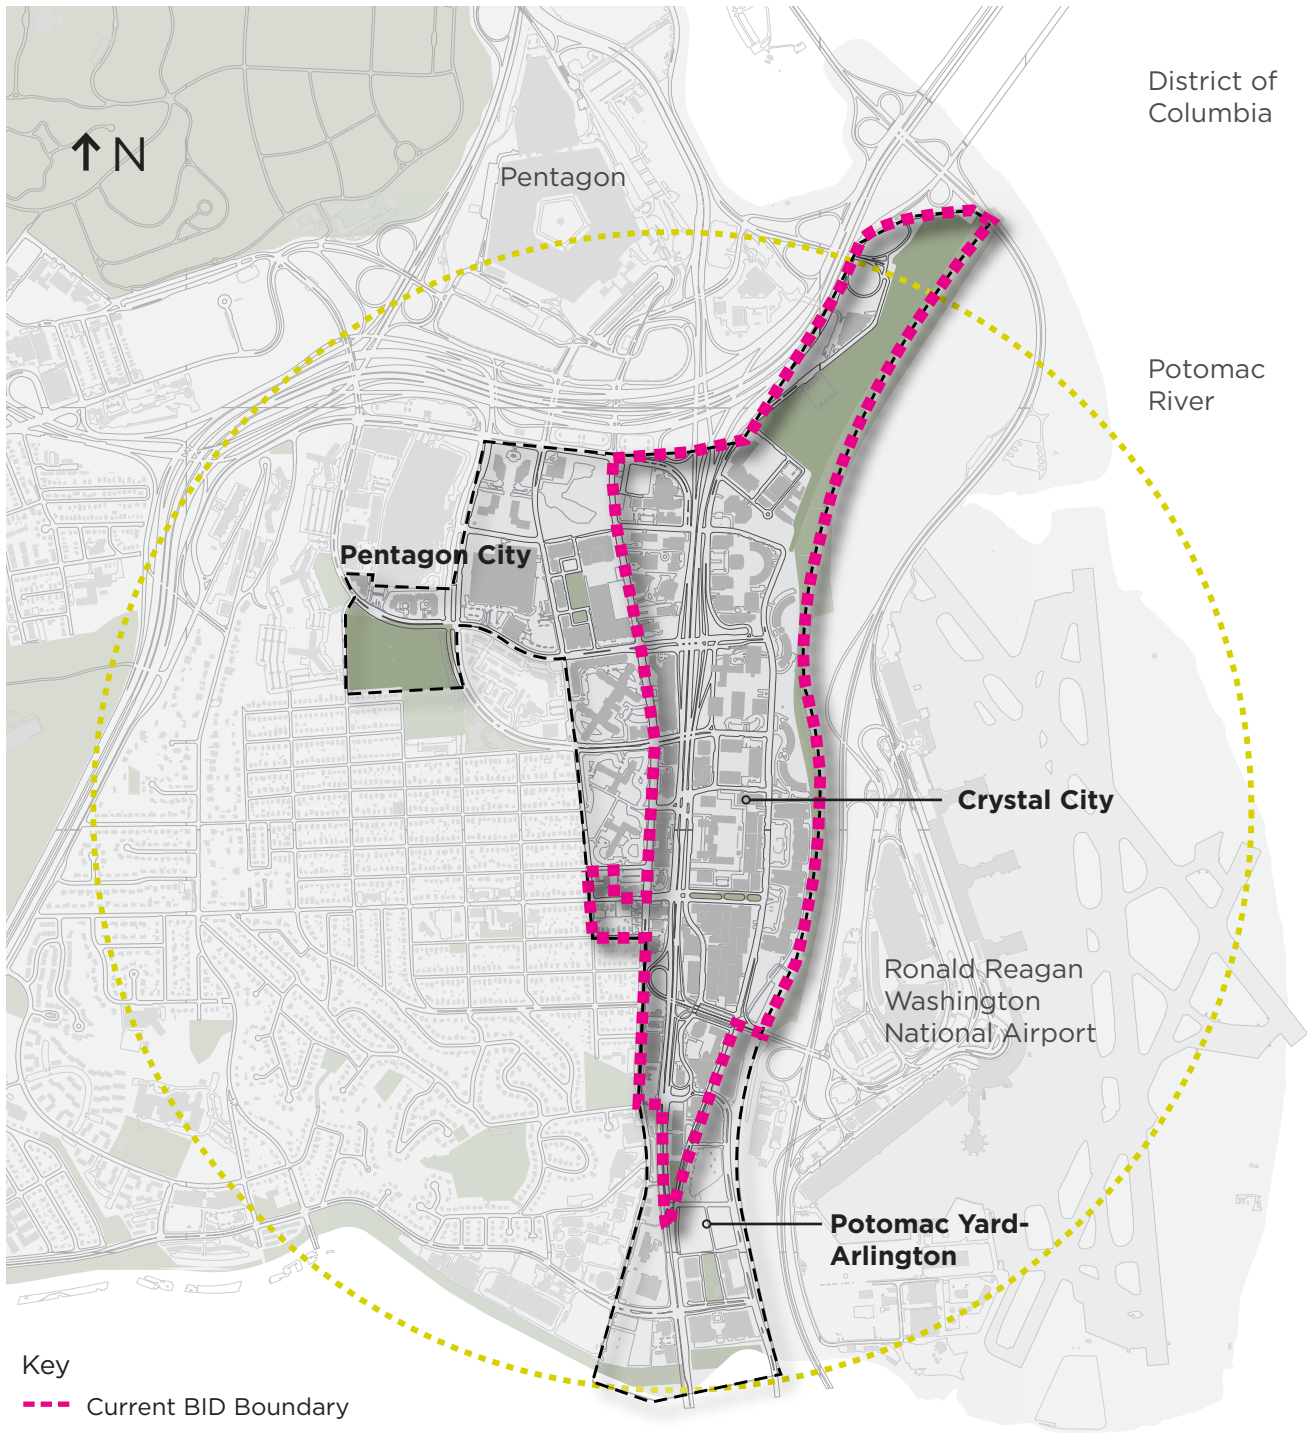 District of
Columbia
N
Pentagon
Potomac
River
Pentagon City
Crystal City
Ronald Reagan
Washington
National Airport
Potomac Yard-
Arlington
Key
Current BID Boundary